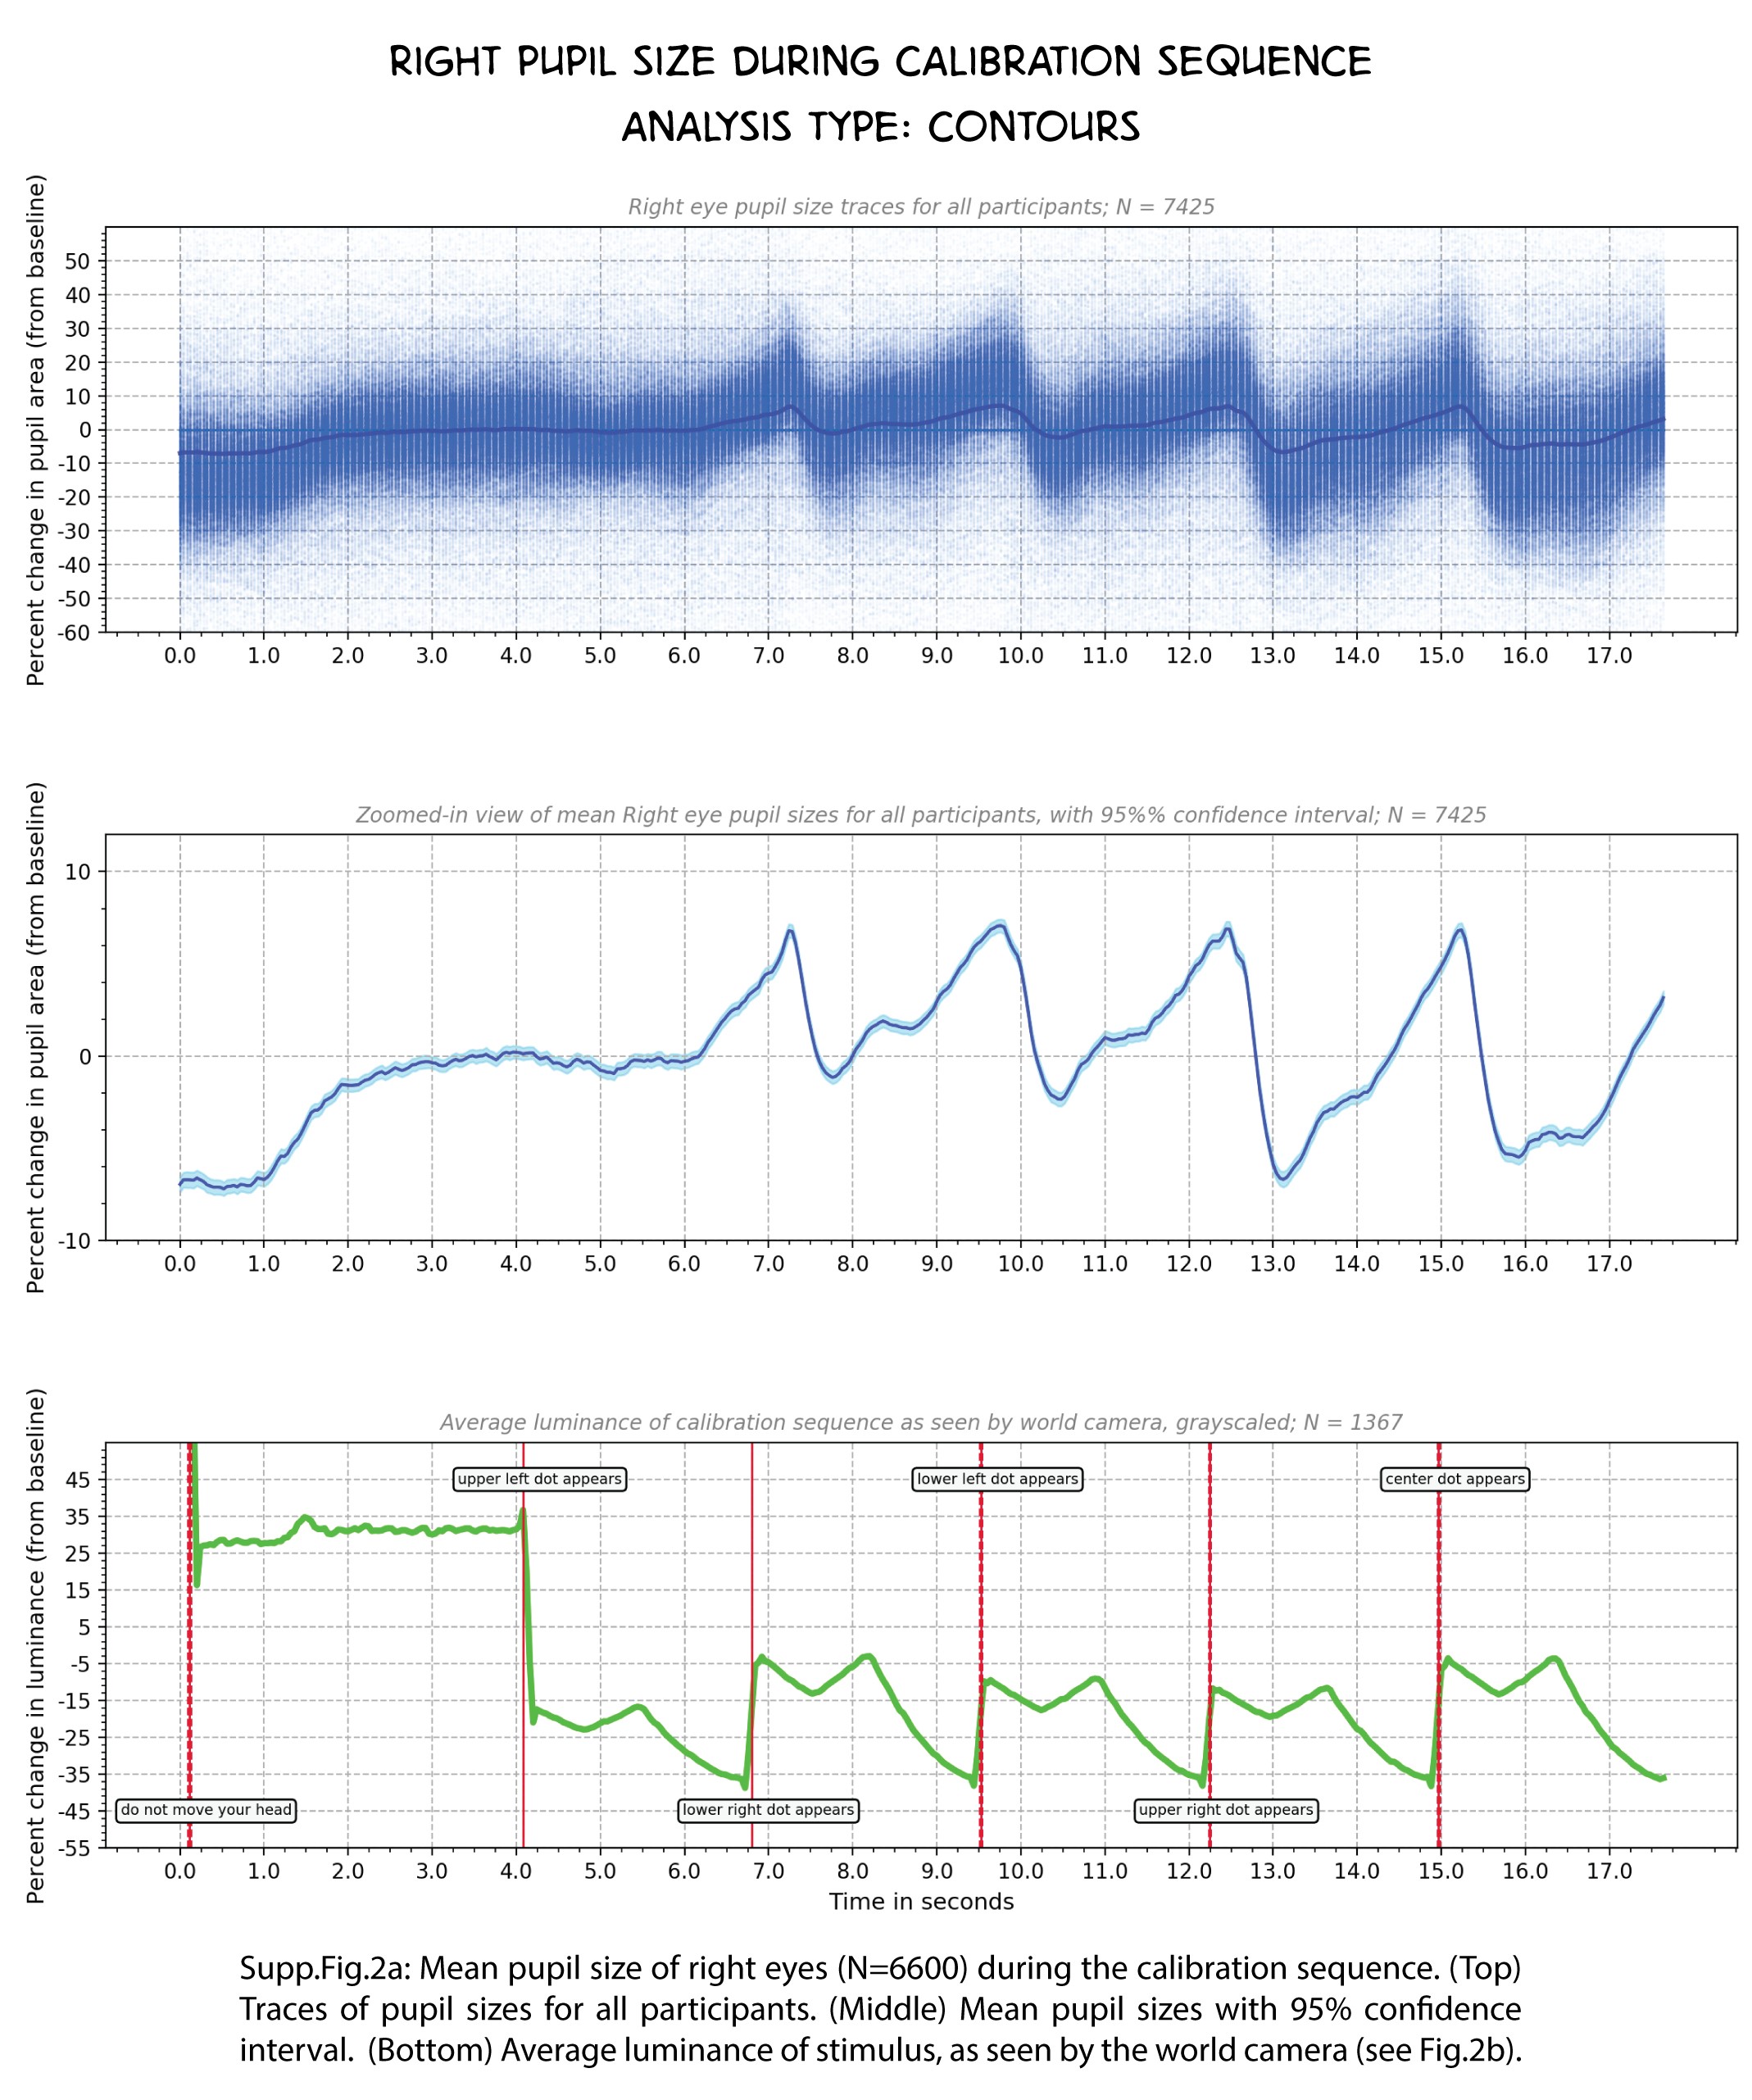 RIGHT PUPIL SIZE DURING CALIBRATION SEQUENCE
ANALYSIS TYPE: CONTOURS
Right eye pupil size traces for all participants; N = 7425
Percent change in pupil area (from baseline)
50
40
30
20
10
0
-10
-20
-30
-40
-50
-60
0.0 1.0 2.0 3.0 4.0 5.0 6.0 7.0 8.0 9.0 10.0 11.0 12.0 13.0 14.0 15.0 16.0 17.0
Zoomed-in view of mean Right eye pupil sizes for all participants, with 95%% confidence interval; N = 7425
Percent change in pupil area (from baseline)
10
0
-10
0.0 1.0 2.0 3.0 4.0 5.0 6.0 7.0 8.0 9.0 10.0 11.0 12.0 13.0 14.0 15.0 16.0 17.0
Average luminance of calibration sequence as seen by world camera, grayscaled; N = 1367
Percent change in luminance (from baseline)
45
35
25
15
5
-5
-15
-25
-35
-45
-55
upper left dot appears
lower left dot appears
center dot appears
do not move your head
lower right dot appears
upper right dot appears
0.0 1.0 2.0 3.0 4.0 5.0 6.0 7.0 8.0 9.0 10.0 11.0 12.0 13.0 14.0 15.0 16.0 17.0
Time in seconds
Supp.Fig.2a: Mean pupil size of right eyes (N=6600) during the calibration sequence. (Top)
Traces of pupil sizes for all participants. (Middle) Mean pupil sizes with 95% confidence
interval. (Bottom) Average luminance of stimulus, as seen by the world camera (see Fig.2b).